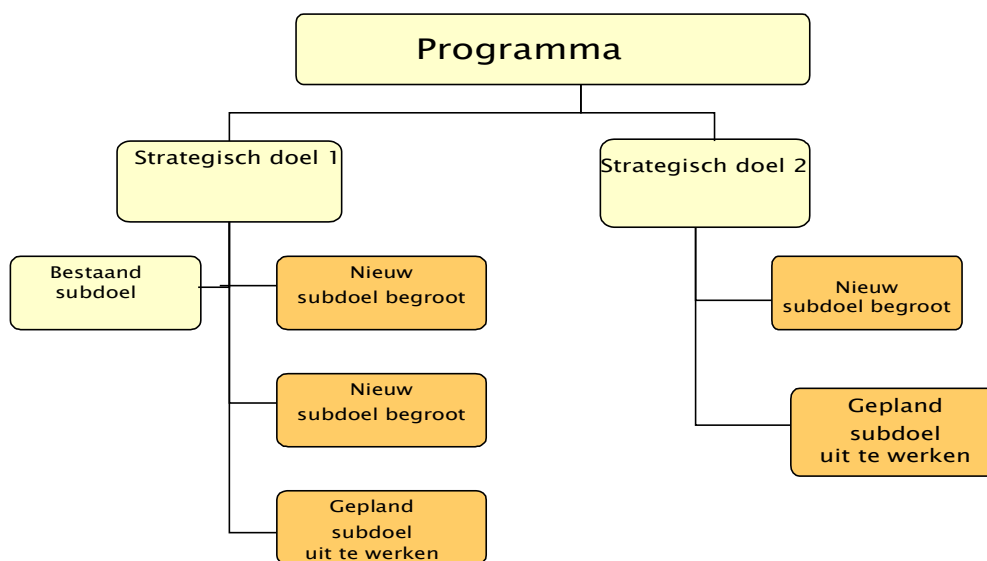 Programma
Strategisch doel 1
Strategisch doel 2
Bestaand
subdoel
Nieuw
subdoel begroot
Nieuw
subdoel begroot
Nieuw
subdoel begroot
Gepland
subdoel
uit te werken
Gepland
subdoel
uit te werken